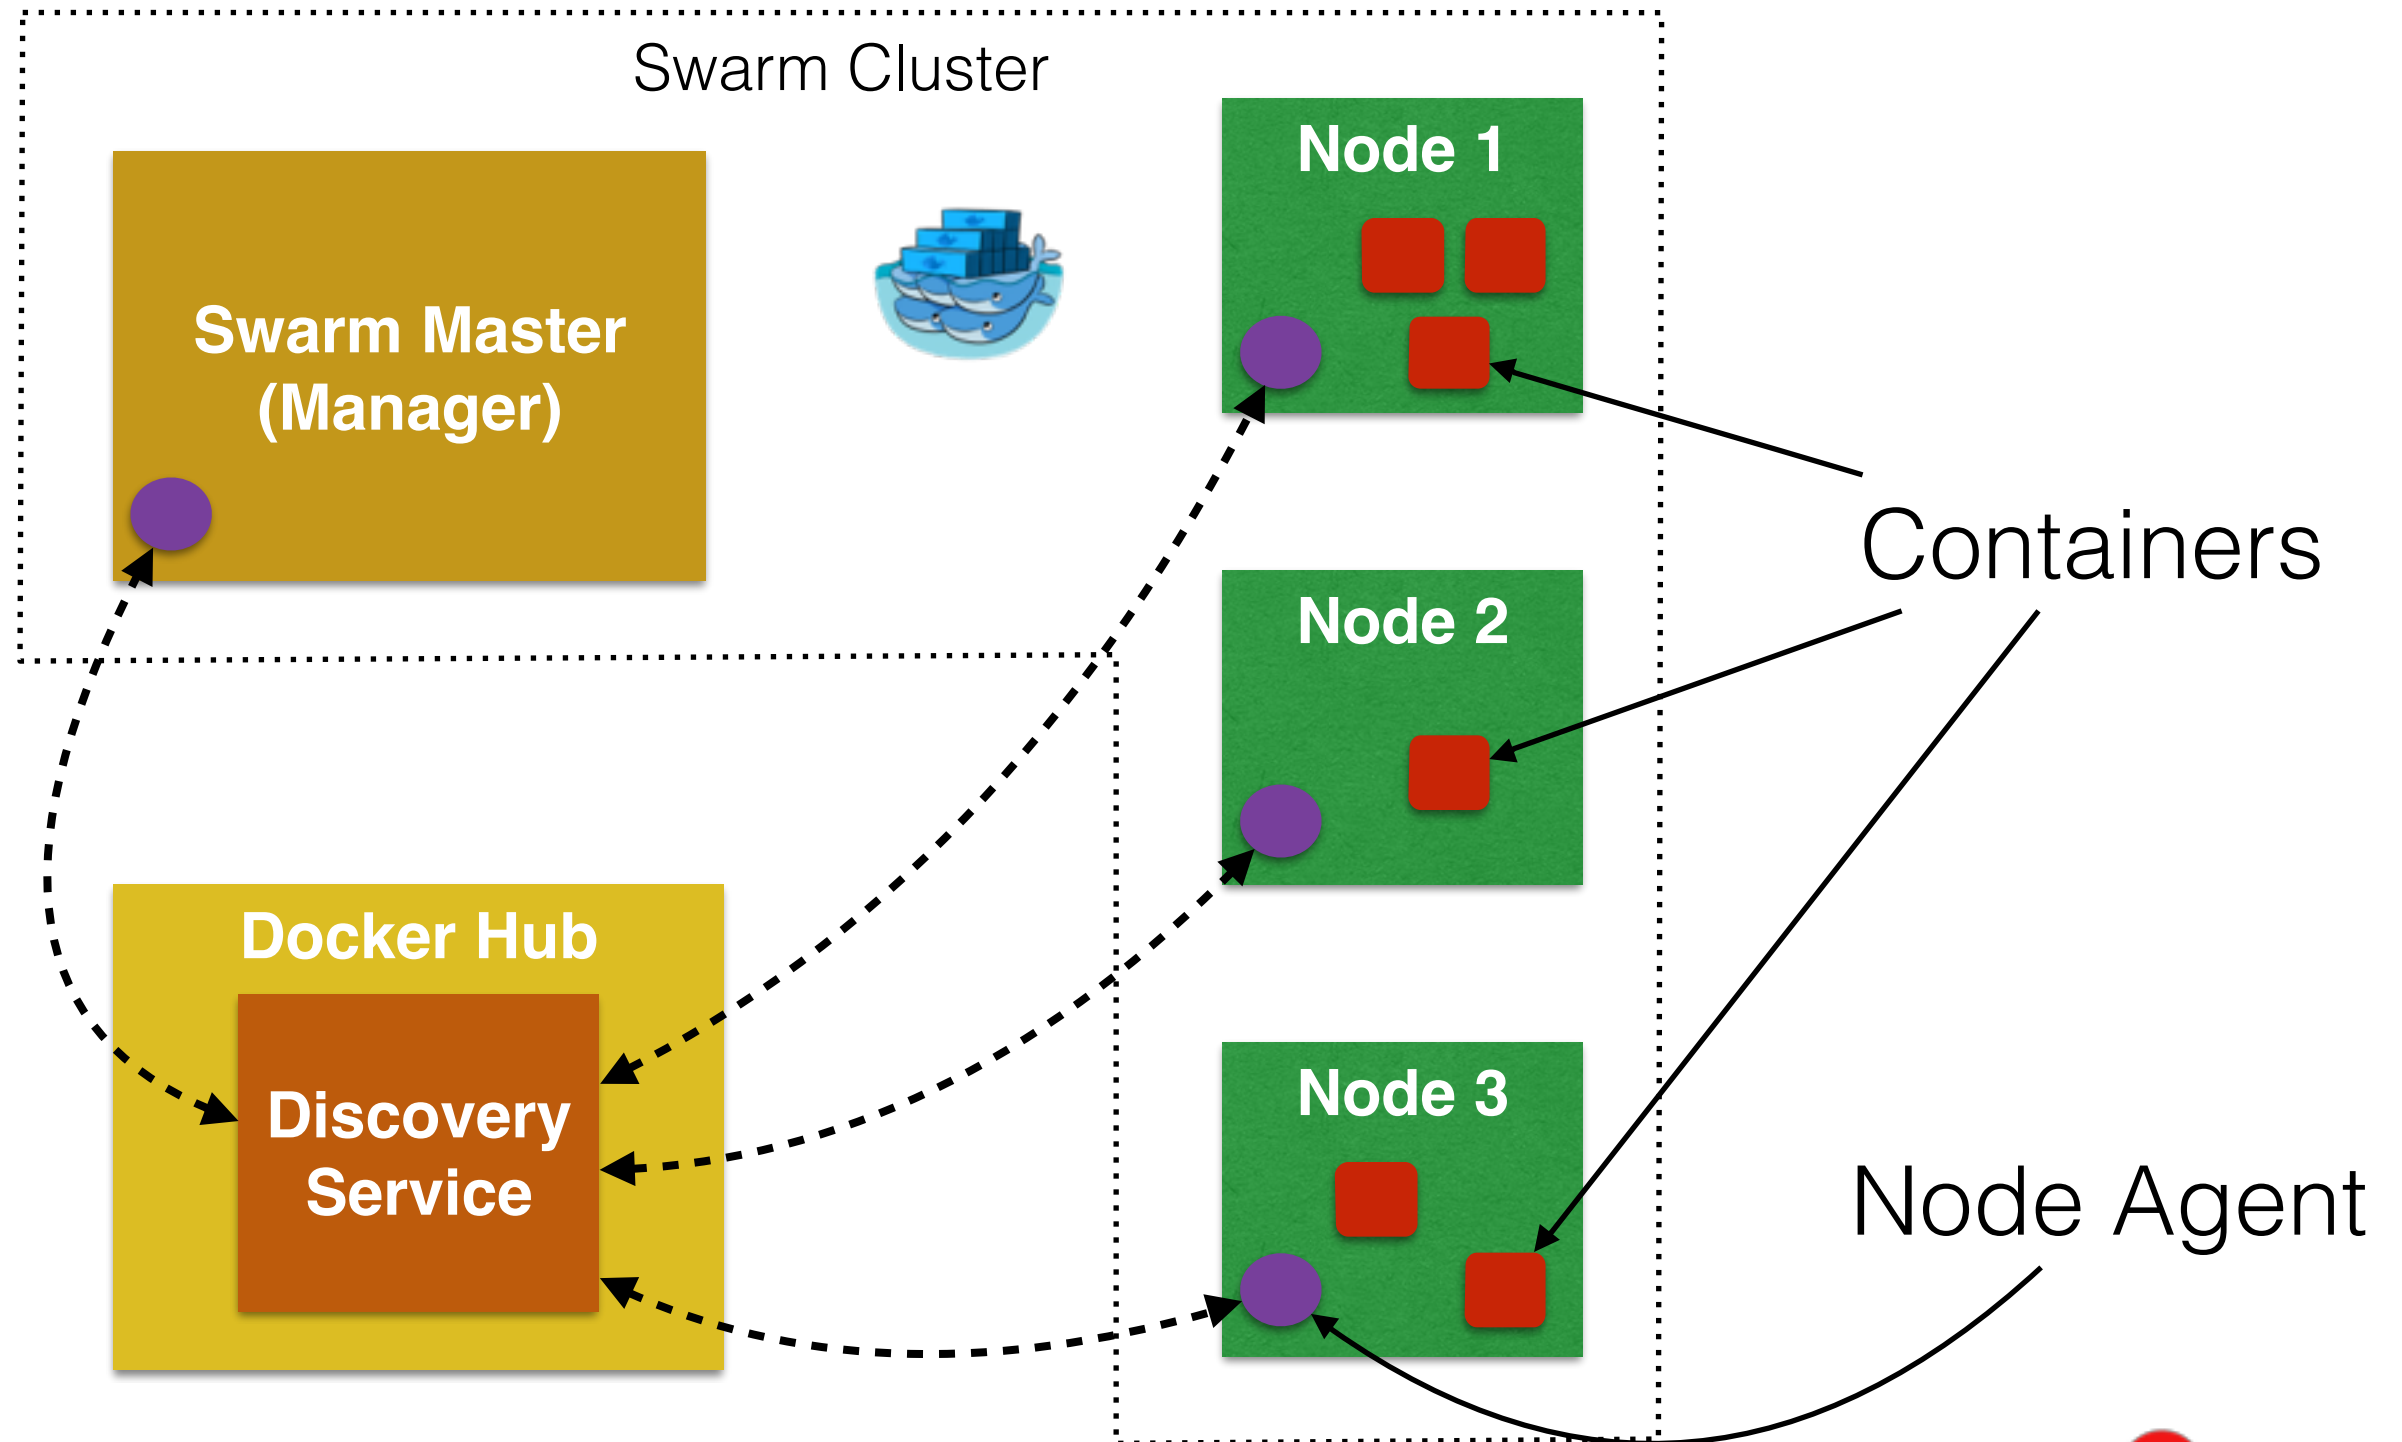 Swarm Cluster
Node 1
Swarm Master
(Manager)
Containers
Node 2
Docker Hub
Discovery
Service
Node 3
Node Agent